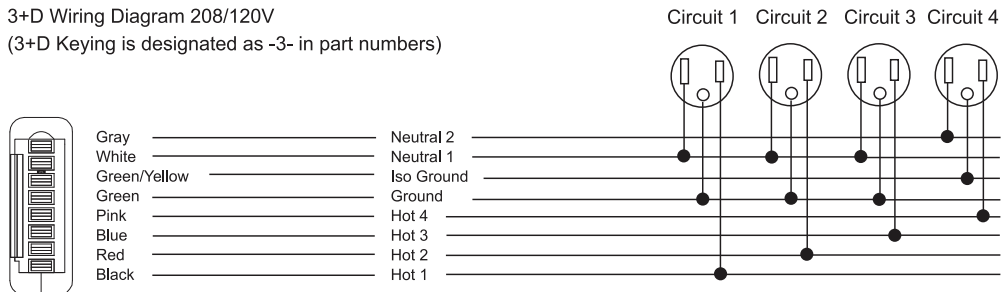 3+D Wiring Diagram 208/120V
(3+D Keying is designated as -3- in part numbers)
Circuit 1 Circuit 2 Circuit 3 Circuit 4
Gray Neutral 2
White Neutral 1
Green/Yellow Iso Ground
Green Ground
Pink Hot 4
Blue Hot 3
Red Hot 2
Black Hot 1